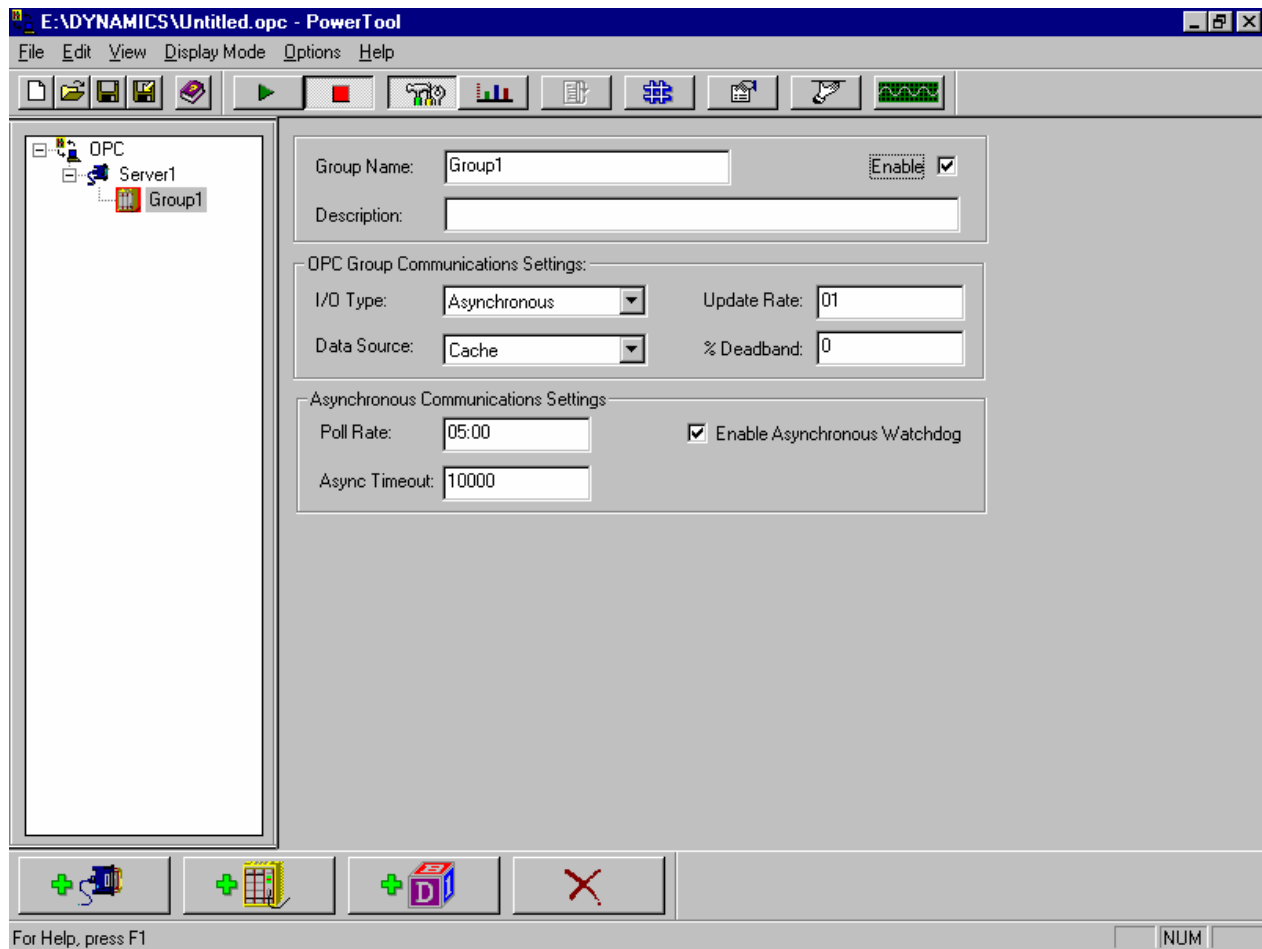 E:\DYNAMICS\Untitled.opc - PowerTool
File Edit View Display Mode Options Help
OPC
Server1
Group1
Group Name: Group1 Enable
Description:
OPC Group Communications Settings:
I/O Type: Asynchronous Update Rate: 01
Data Source: Cache % Deadband: 0
Asynchronous Communications Settings
Poll Rate: 05:00 Enable Asynchronous Watchdog
Async Timeout: 10000
D
For Help, press F1 NUM